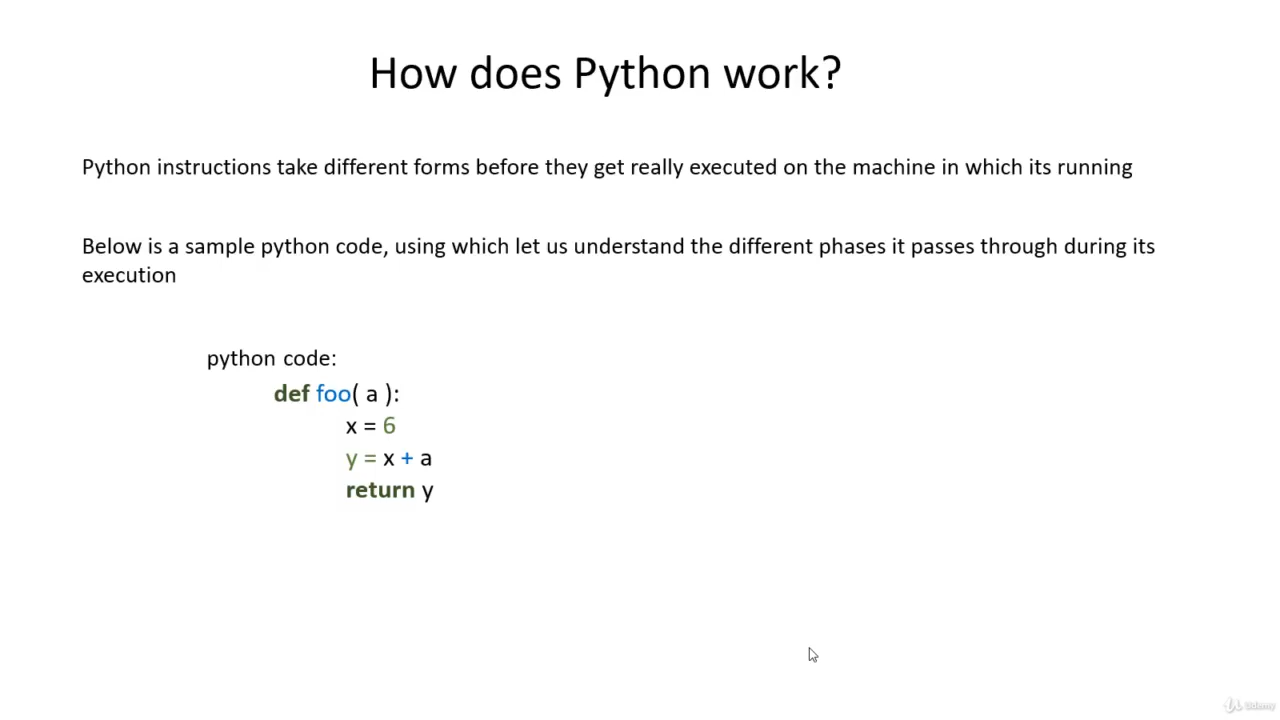 How does Python work?
Python instructions take different forms before they get really executed on the machine in which its running
Below is a sample python code, using which let us understand the different phases it passes through during its
execution
python code:
def foo( a ):
x = 6
y = x + a
return y
Udemy